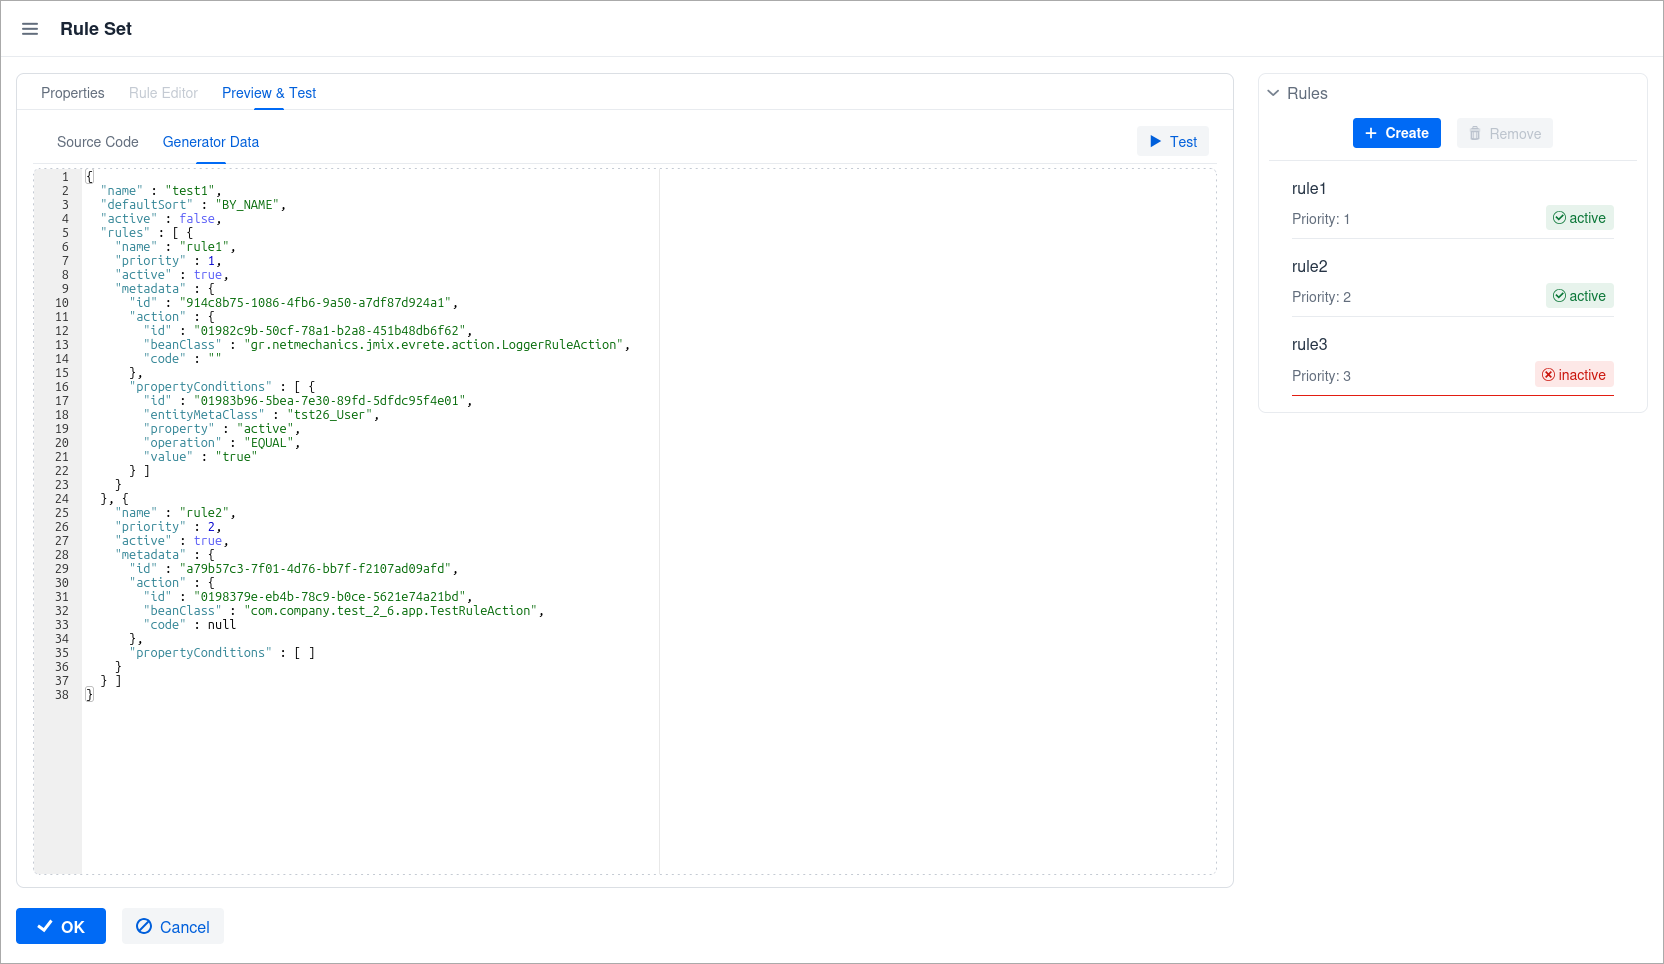 Rule Set
Properties Rule Editor Preview & Test
Source Code Generator Data Test
1 {
2 "name" : "test1",
3 "defaultSort" : "BY_NAME",
4 "active" : false,
5 "rules" : [ {
6 "name" : "rule1",
7 "priority" : 1,
8 "active" : true,
9 "metadata" : {
10 "id" : "914c8b75-1086-4fb6-9a50-a7df87d924a1",
11 "action" : {
12 "id" : "01982c9b-50cf-78a1-b2a8-451b48db6f62",
13 "beanClass" : "gr.netmechanics.jmix.evrete.action.LoggerRuleAction",
14 "code" : ""
15 },
16 "propertyConditions" : [ {
17 "id" : "01983b96-5bea-7e30-89fd-5dfdc95f4e01",
18 "entityMetaClass" : "tst26_User",
19 "property" : "active",
20 "operation" : "EQUAL",
21 "value" : "true"
22 } ]
23 }
24 }, {
25 "name" : "rule2",
26 "priority" : 2,
27 "active" : true,
28 "metadata" : {
29 "id" : "a79b57c3-7f01-4d76-bb7f-f2107ad09afd",
30 "action" : {
31 "id" : "0198379e-eb4b-78c9-b0ce-5621e74a21bd",
32 "beanClass" : "com.company.test_2_6.app.TestRuleAction",
33 "code" : null
34 },
35 "propertyConditions" : [ ]
36 }
37 } ]
38 }
OK Cancel
Rules
Create Remove
rule1
Priority: 1 active
rule2
Priority: 2 active
rule3
Priority: 3 inactive